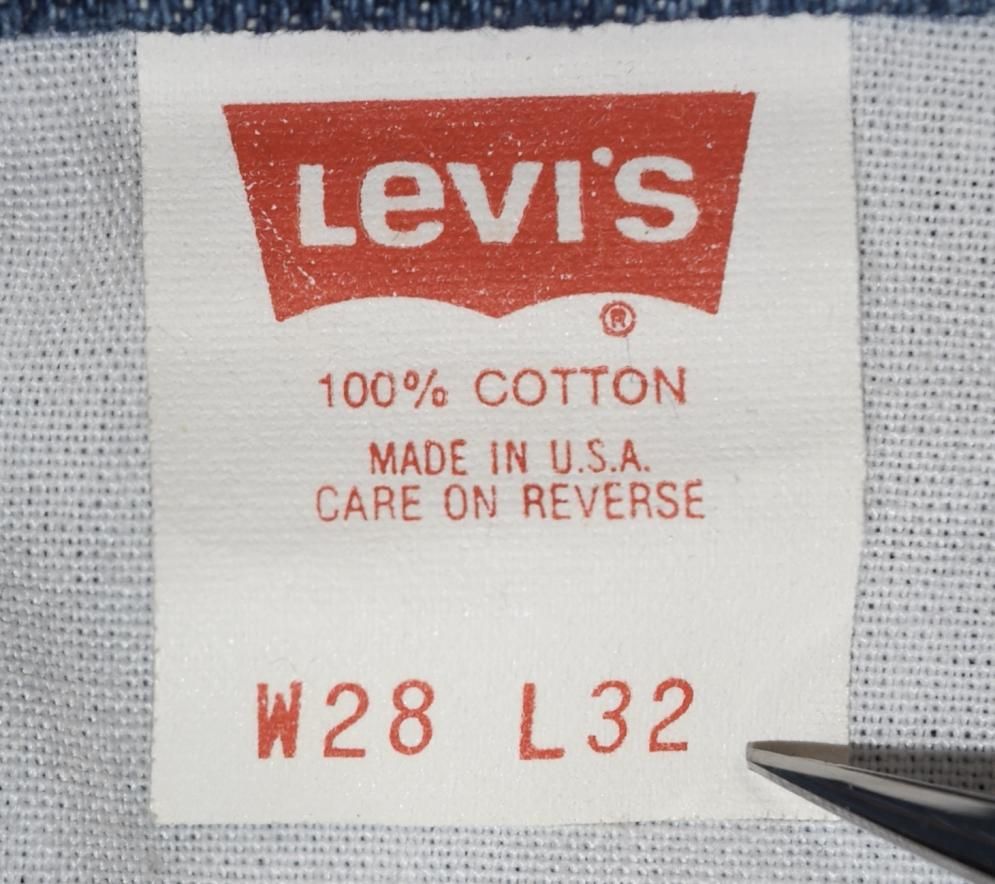 Levi's
®
100% COTTON
MADE IN U.S.A.
CARE ON REVERSE
W28 L32